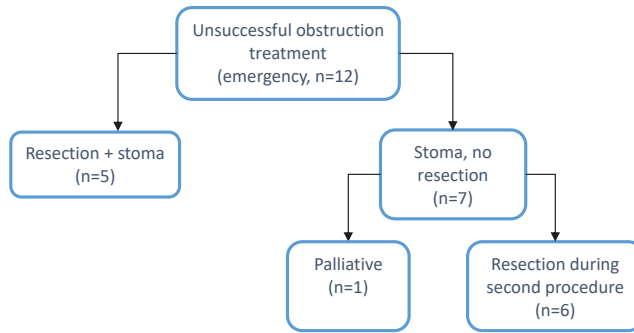 Unsuccessful obstruction
treatment
(emergency, n=12)
Resection + stoma
(n=5)
Stoma, no
resection
(n=7)
Palliative
(n=1)
Resection during
second procedure
(n=6)